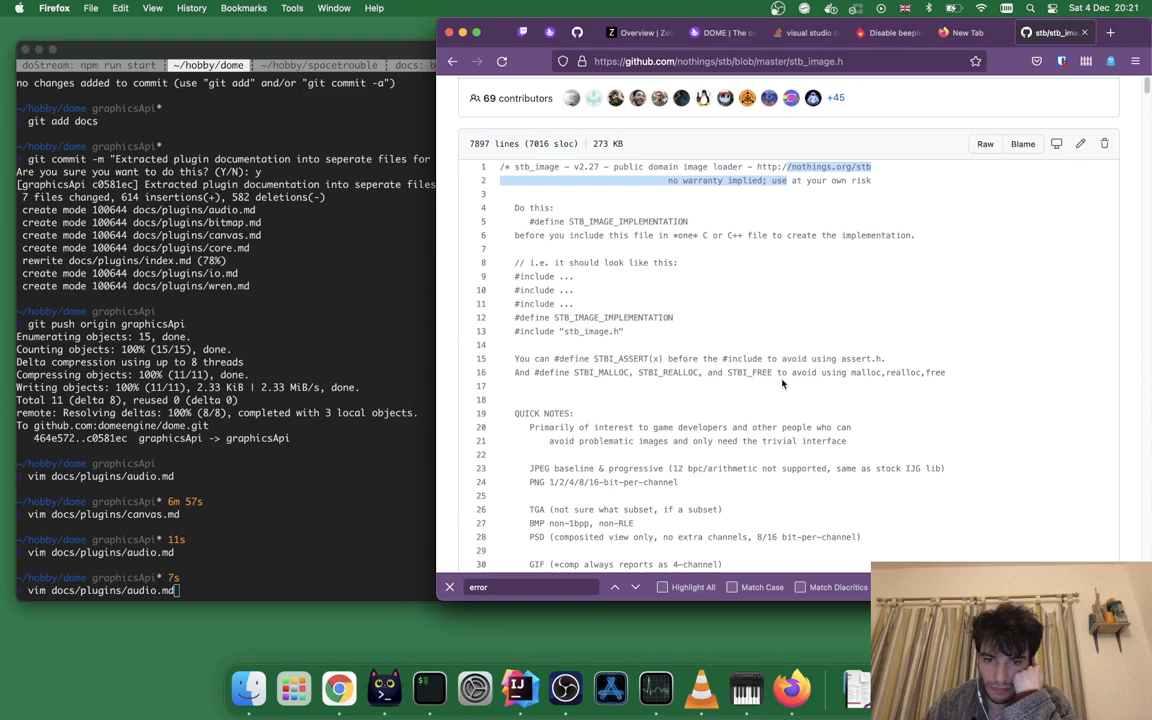 Firefox File Edit View History Bookmarks Tools Window Help Sat 4 Dec 20:21
doStream: npm run start ~/hobby/dome ~/hobby/spacetrouble docs: b
no changes added to commit (use "git add" and/or "git commit -a")
~/hobby/dome graphicsApi*
git add docs
~/hobby/dome graphicsApi*
git commit -m "Extracted plugin documentation into seperate files for
Are you sure you want to do this? (Y/N): y
[graphicsApi c0581ec] Extracted plugin documentation into seperate files
7 files changed, 614 insertions(+), 582 deletions(-)
create mode 100644 docs/plugins/audio.md
create mode 100644 docs/plugins/bitmap.md
create mode 100644 docs/plugins/canvas.md
create mode 100644 docs/plugins/core.md
rewrite docs/plugins/index.md (78%)
create mode 100644 docs/plugins/io.md
create mode 100644 docs/plugins/wren.md
~/hobby/dome graphicsApi*
git push origin graphicsApi
Enumerating objects: 15, done.
Counting objects: 100% (15/15), done.
Delta compression using up to 8 threads
Compressing objects: 100% (11/11), done.
Writing objects: 100% (11/11), 2.33 KiB | 2.33 MiB/s, done.
Total 11 (delta 8), reused 0 (delta 0)
remote: Resolving deltas: 100% (8/8), completed with 3 local objects.
To github.com:domeengine/dome.git
464e572..c0581ec graphicsApi -> graphicsApi
~/hobby/dome graphicsApi
vim docs/plugins/audio.md
~/hobby/dome graphicsApi* 6m 57s
vim docs/plugins/canvas.md
~/hobby/dome graphicsApi* 11s
vim docs/plugins/audio.md
~/hobby/dome graphicsApi* 7s
vim docs/plugins/audio.md
Overview | Zol DOME | The c visual studio c Disable beepin New Tab stb/stb_ima
https://github.com/nothings/stb/blob/master/stb_image.h
69 contributors +45
7897 lines (7016 sloc) 273 KB Raw Blame
1 /* stb_image - v2.27 - public domain image loader - http://nothings.org/stb
2 no warranty implied; use at your own risk
3
4 Do this:
5 #define STB_IMAGE_IMPLEMENTATION
6 before you include this file in *one* C or C++ file to create the implementation.
7
8 // i.e. it should look like this:
9 #include ...
10 #include ...
11 #include ...
12 #define STB_IMAGE_IMPLEMENTATION
13 #include "stb_image.h"
14
15 You can #define STBI_ASSERT(x) before the #include to avoid using assert.h.
16 And #define STBI_MALLOC, STBI_REALLOC, and STBI_FREE to avoid using malloc,realloc,free
17
18
19 QUICK NOTES:
20 Primarily of interest to game developers and other people who can
21 avoid problematic images and only need the trivial interface
22
23 JPEG baseline & progressive (12 bpc/arithmetic not supported, same as stock IJG lib)
24 PNG 1/2/4/8/16-bit-per-channel
25
26 TGA (not sure what subset, if a subset)
27 BMP non-1bpp, non-RLE
28 PSD (composited view only, no extra channels, 8/16 bit-per-channel)
29
30 GIF (*comp always reports as 4-channel)
error Highlight All Match Case Match Diacritics